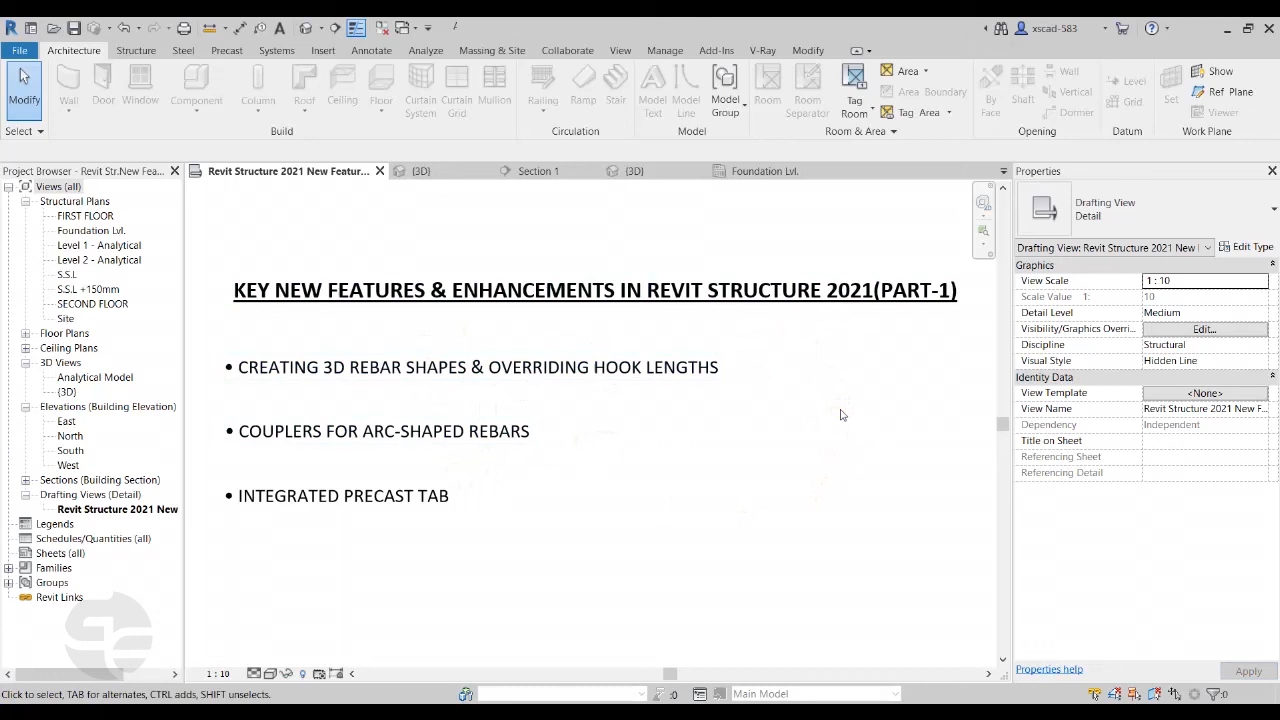 xscad-583
File Architecture Structure Steel Precast Systems Insert Annotate Analyze Massing & Site Collaborate View Manage Add-Ins V-Ray Modify
Modify Wall Door Window Component Column Roof Ceiling Floor Curtain System Curtain Grid Mullion Railing Ramp Stair Model Text Model Line Model Group Room Room Separator Tag Room Area Area Boundary Tag Area By Face Shaft Wall Vertical Dormer Level Grid Set Show Ref Plane Viewer
Select Build Circulation Model Room & Area Opening Datum Work Plane
Project Browser - Revit Str.New Fea...
Revit Structure 2021 New Featur...
{3D}
Section 1
{3D}
Foundation Lvl.
Properties
Views (all)
Structural Plans
FIRST FLOOR
Foundation Lvl.
Level 1 - Analytical
Level 2 - Analytical
S.S.L
S.S.L +150mm
SECOND FLOOR
Site
Floor Plans
Ceiling Plans
3D Views
Analytical Model
{3D}
Elevations (Building Elevation)
East
North
South
West
Sections (Building Section)
Drafting Views (Detail)
Revit Structure 2021 New
Legends
Schedules/Quantities (all)
Sheets (all)
Families
Groups
Revit Links
KEY NEW FEATURES & ENHANCEMENTS IN REVIT STRUCTURE 2021(PART-1)
• CREATING 3D REBAR SHAPES & OVERRIDING HOOK LENGTHS
• COUPLERS FOR ARC-SHAPED REBARS
• INTEGRATED PRECAST TAB
Drafting View
Detail
Drafting View: Revit Structure 2021 New Edit Type
Graphics
View Scale 1 : 10
Scale Value 1: 10
Detail Level Medium
Visibility/Graphics Overri... Edit...
Discipline Structural
Visual Style Hidden Line
Identity Data
View Template <None>
View Name Revit Structure 2021 New F...
Dependency Independent
Title on Sheet
Referencing Sheet
Referencing Detail
Properties help Apply
1 : 10
Click to select, TAB for alternates, CTRL adds, SHIFT unselects. :0 Main Model :0